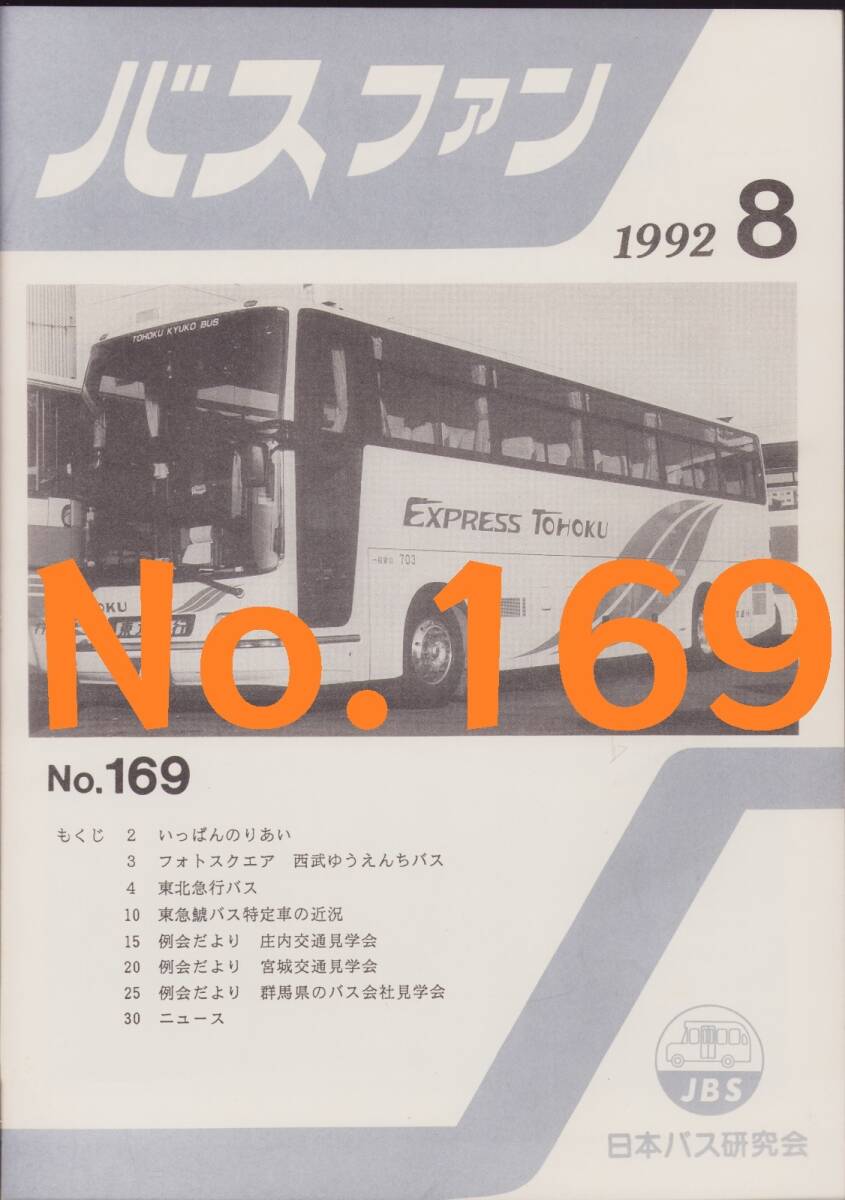 バスファン
1992 8
TOHOKU KYUKO BUS
EXPRESS TOHOKU
703
No.169
No.169
もくじ 2 いっぱんのりあい
3 フォトスクエア 西武ゆうえんちバス
4 東北急行バス
10 東急鯱バス特定車の近況
15 例会だより 庄内交通見学会
20 例会だより 宮城交通見学会
25 例会だより 群馬県のバス会社見学会
30 ニュース
JBS
日本バス研究会